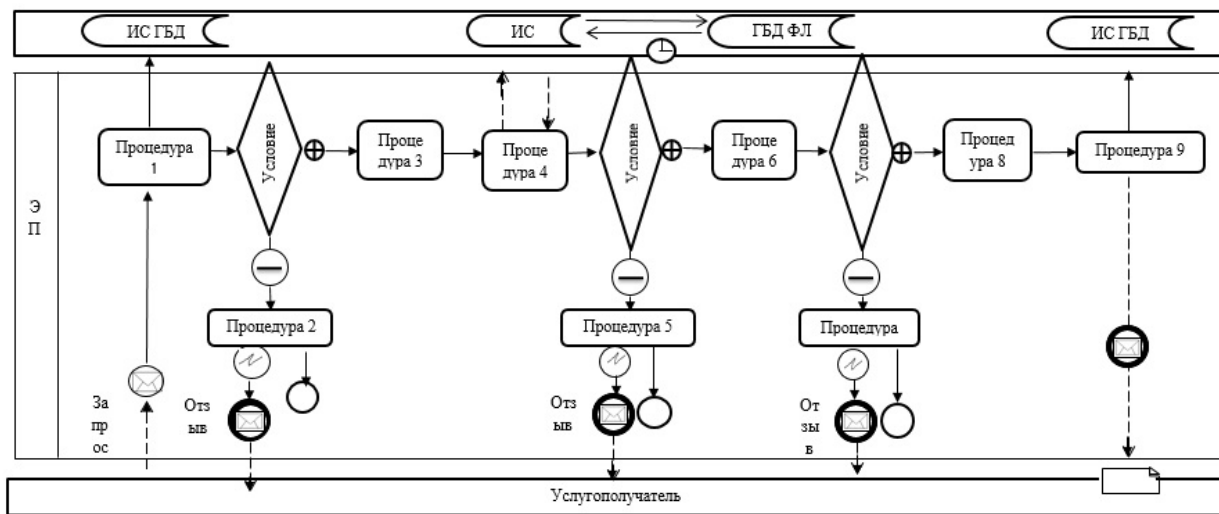 ИС ГБД
ИС
ГБД ФЛ
ИС ГБД
Э
П
Процедура
1
Условие
Проце
дура 3
Проце
дура 4
Условие
Проце
дура 6
Условие
Процед
ура 8
Процедура 9
Процедура 2
Процедура 5
Процедура
За
прос
Отз
ыв
Отз
ыв
От
зы
в
Услугополучатель